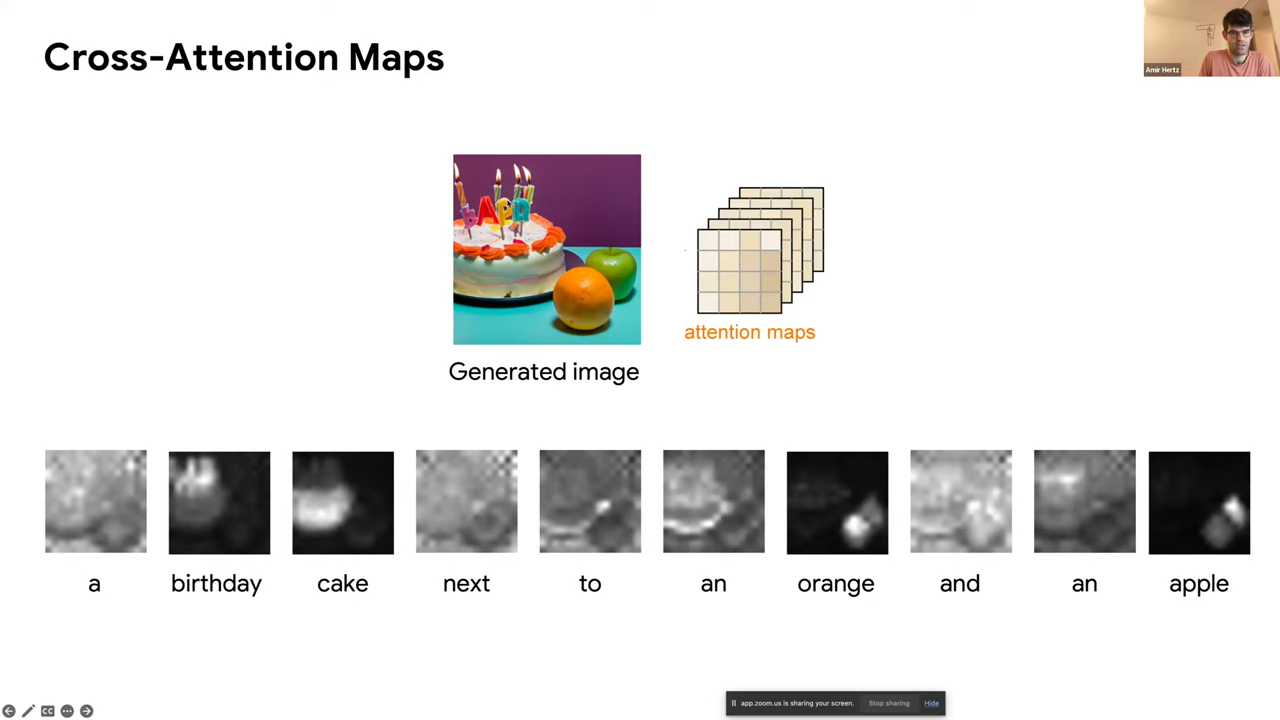 Cross-Attention Maps
Amir Hertz
attention maps
Generated image
a birthday cake next to an orange and an apple
CC
app.zoom.us is sharing your screen. Stop sharing Hide